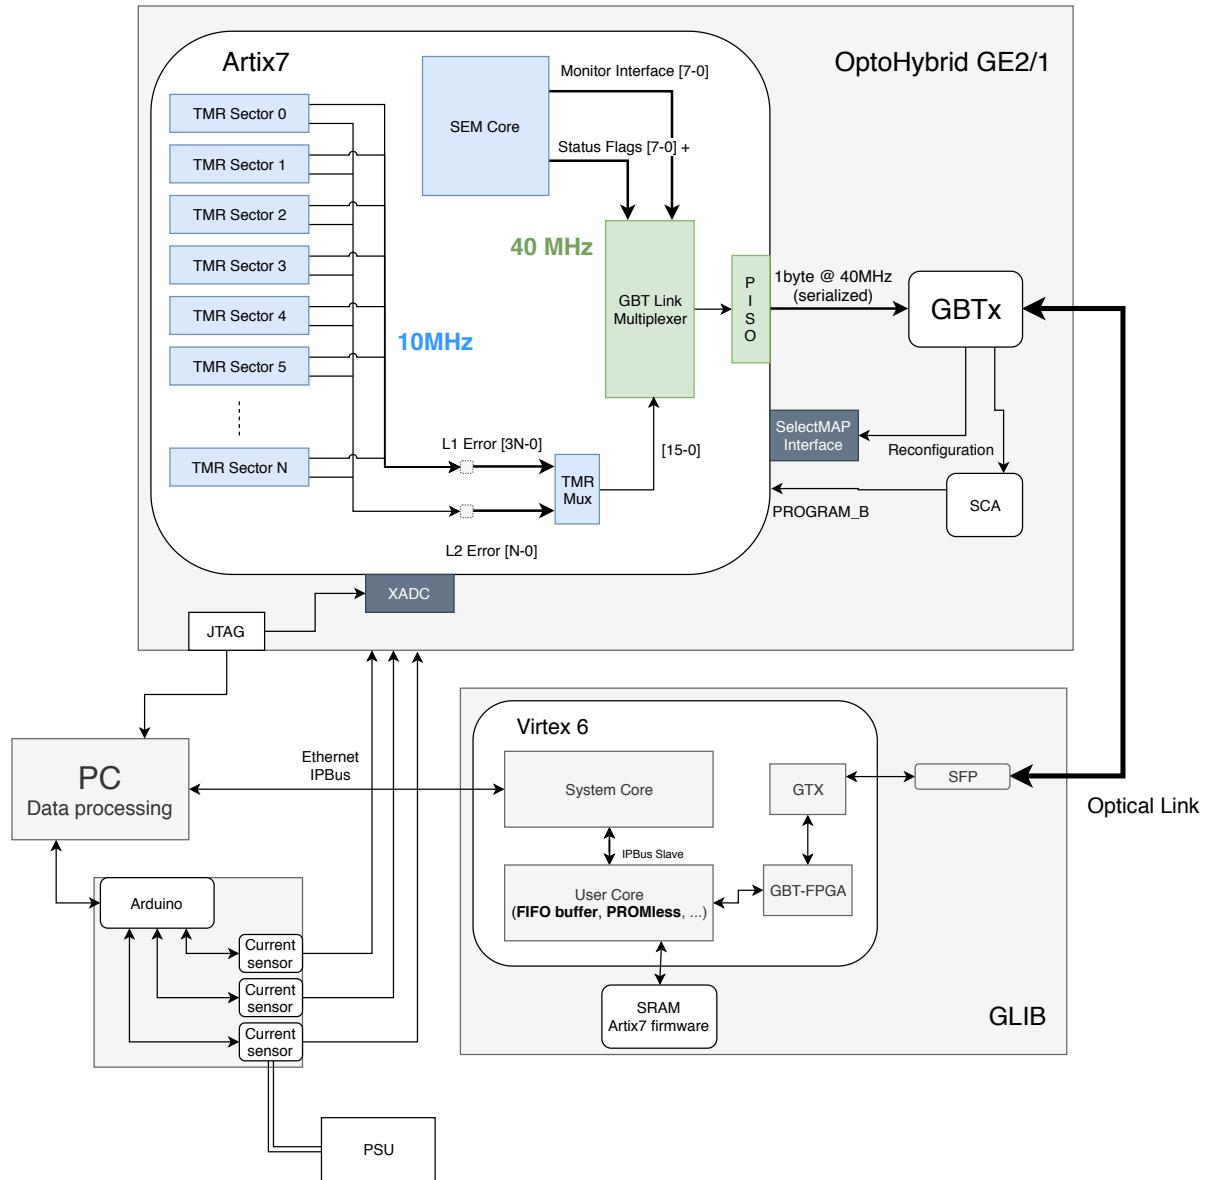 Artix7
OptoHybrid GE2/1
TMR Sector 0
TMR Sector 1
TMR Sector 2
TMR Sector 3
TMR Sector 4
TMR Sector 5
TMR Sector N
SEM Core
Monitor Interface [7-0]
Status Flags [7-0] +
40 MHz
10MHz
GBT Link
Multiplexer
P
I
S
O
1byte @ 40MHz
(serialized)
GBTx
SelectMAP
Interface
Reconfiguration
SCA
PROGRAM_B
L1 Error [3N-0]
[15-0]
TMR
Mux
L2 Error [N-0]
XADC
JTAG
PC
Data processing
Ethernet
IPBus
Virtex 6
System Core
IPBus Slave
User Core
(FIFO buffer, PROMless, ...)
GTX
GBT-FPGA
SFP
Optical Link
SRAM
Artix7 firmware
GLIB
Arduino
Current
sensor
Current
sensor
Current
sensor
PSU